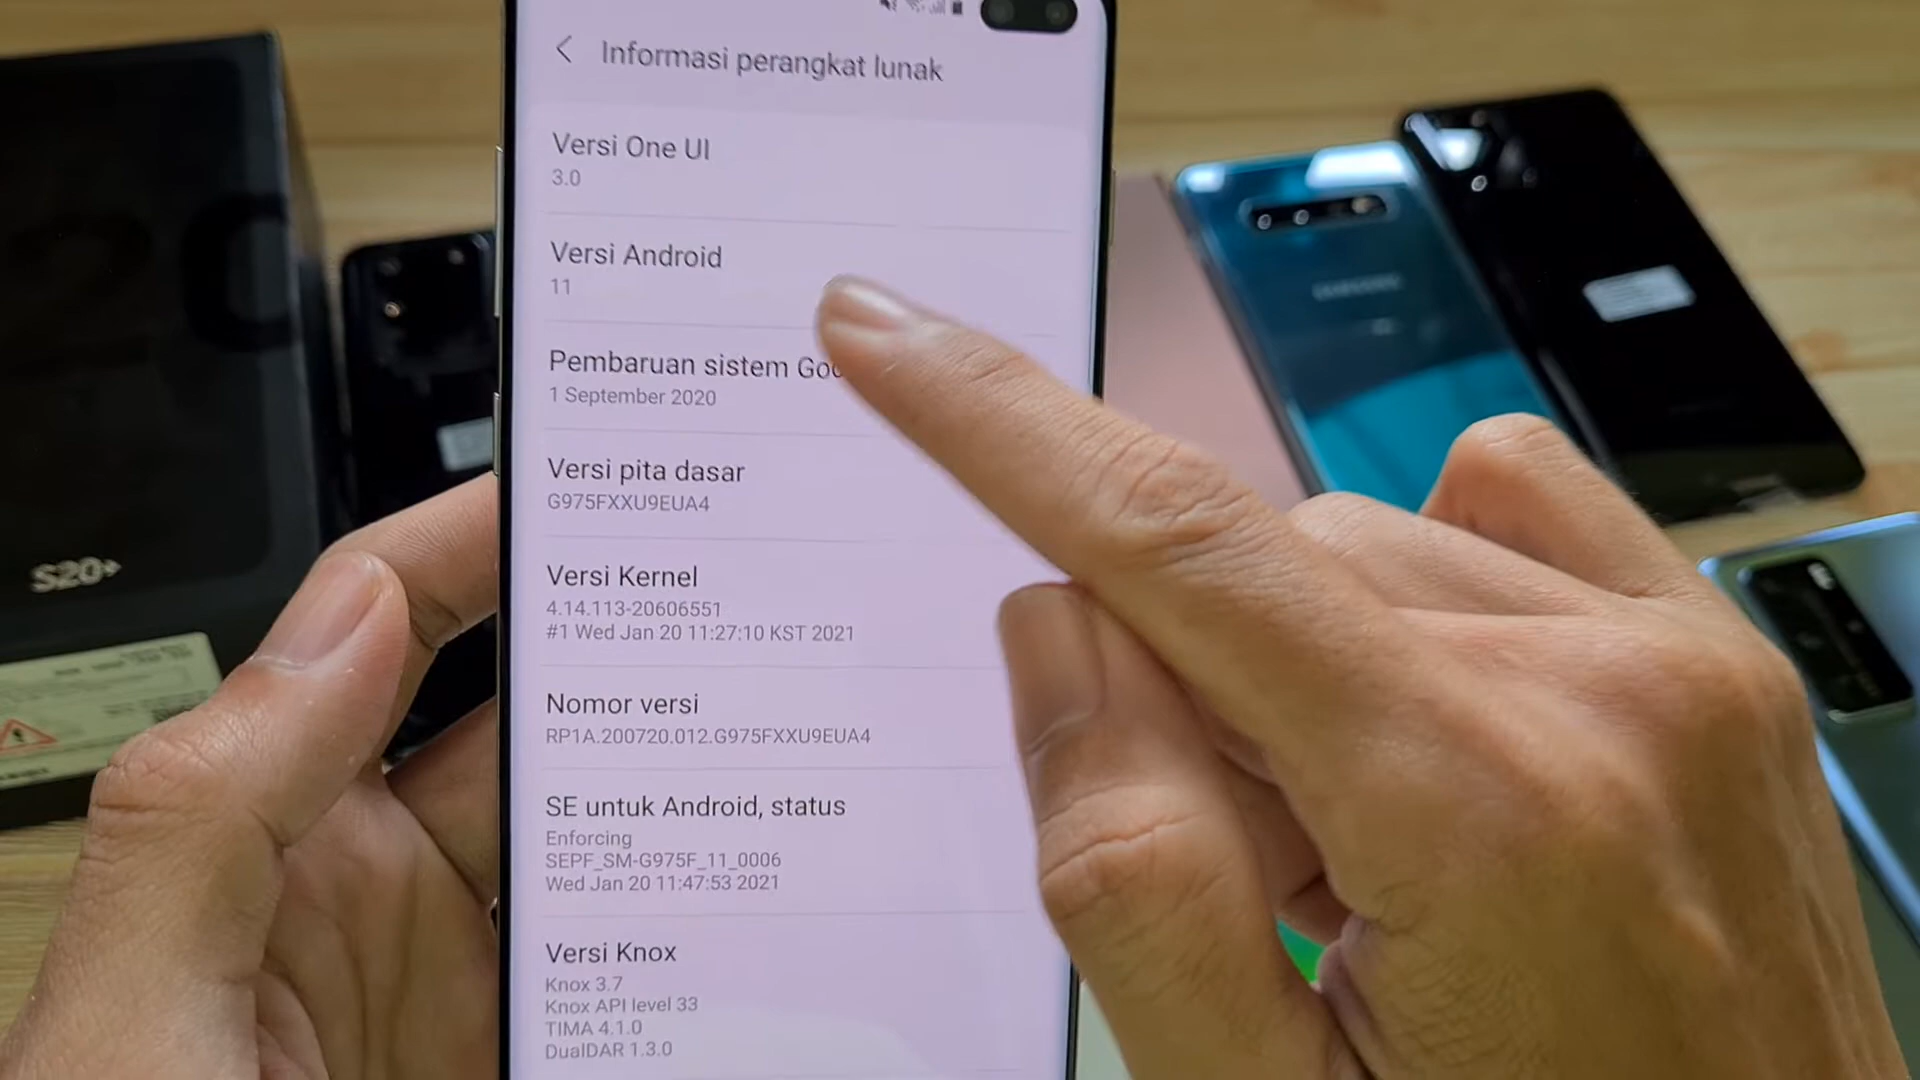 Informasi perangkat lunak
Versi One UI
3.0
Versi Android
11
Pembaruan sistem Goo
1 September 2020
Versi pita dasar
G975FXXU9EUA4
Versi Kernel
4.14.113-20606551
#1 Wed Jan 20 11:27:10 KST 2021
Nomor versi
RP1A.200720.012.G975FXXU9EUA4
SE untuk Android, status
Enforcing
SEPF_SM-G975F_11_0006
Wed Jan 20 11:47:53 2021
Versi Knox
Knox 3.7
Knox API level 33
TIMA 4.1.0
DualDAR 1.3.0
S20+
SAMSUNG